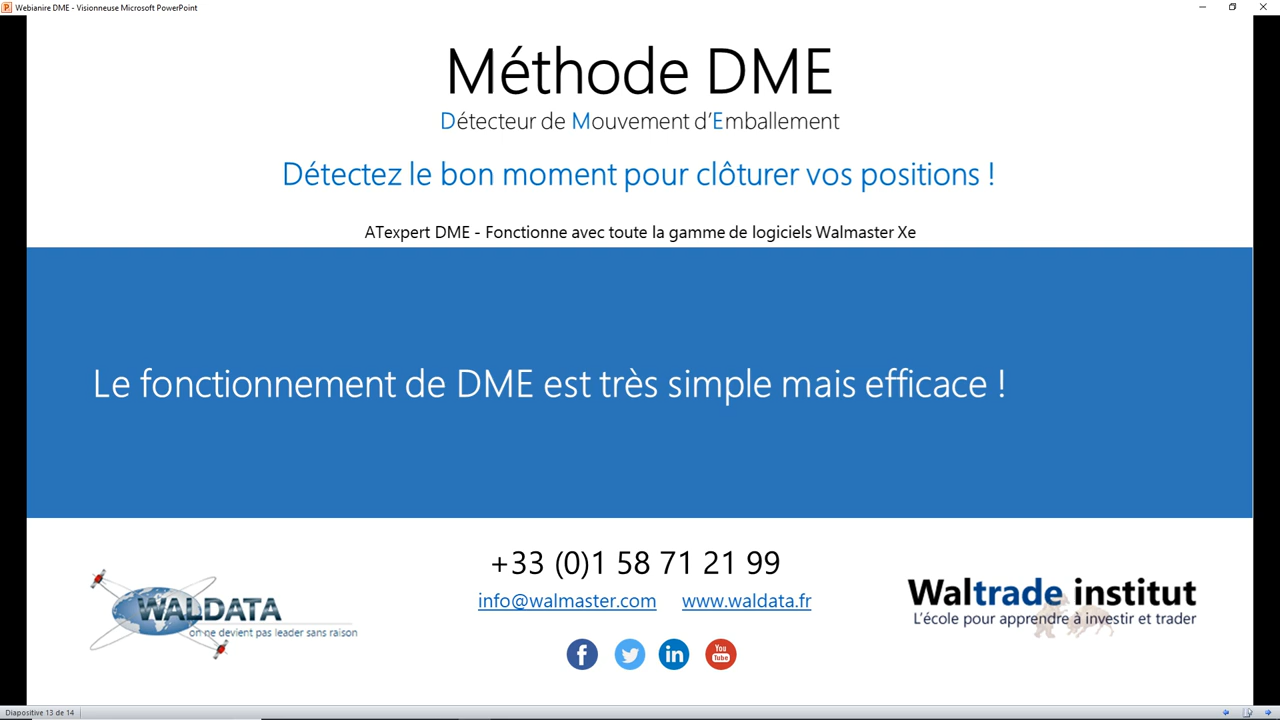 Webianire DME - Visionneuse Microsoft PowerPoint
Méthode DME
Détecteur de Mouvement d'Emballement
Détectez le bon moment pour clôturer vos positions !
ATexpert DME - Fonctionne avec toute la gamme de logiciels Walmaster Xe
Le fonctionnement de DME est très simple mais efficace !
+33 (0)1 58 71 21 99
info@walmaster.com www.waldata.fr
WALDATA
on ne devient pas leader sans raison
Waltrade institut
L'école pour apprendre à investir et trader
You
Tube
Diapositive 13 de 14